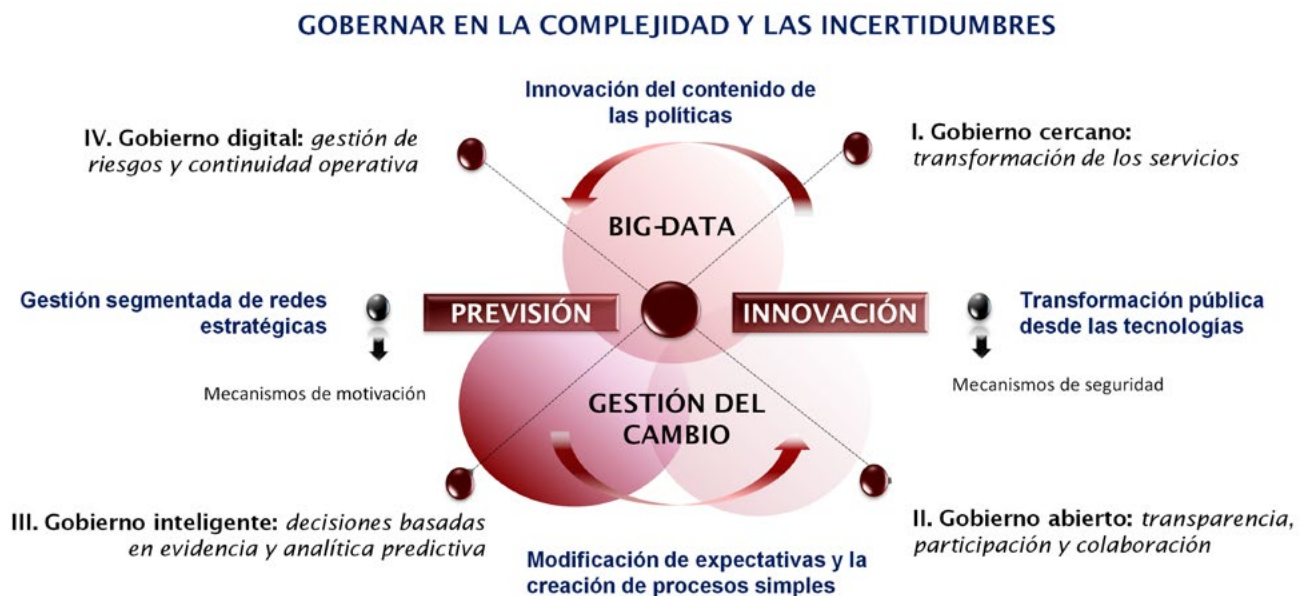 GOBERNAR EN LA COMPLEJIDAD Y LAS INCERTIDUMBRES
Innovación del contenido de
las políticas
IV. Gobierno digital: gestión de
riesgos y continuidad operativa
I. Gobierno cercano:
transformación de los servicios
BIG-DATA
Gestión segmentada de redes
estratégicas
PREVISIÓN
INNOVACIÓN
Transformación pública
desde las tecnologías
Mecanismos de motivación
Mecanismos de seguridad
GESTIÓN DEL
CAMBIO
III. Gobierno inteligente: decisiones basadas
en evidencia y analítica predictiva
II. Gobierno abierto: transparencia,
participación y colaboración
Modificación de expectativas y la
creación de procesos simples